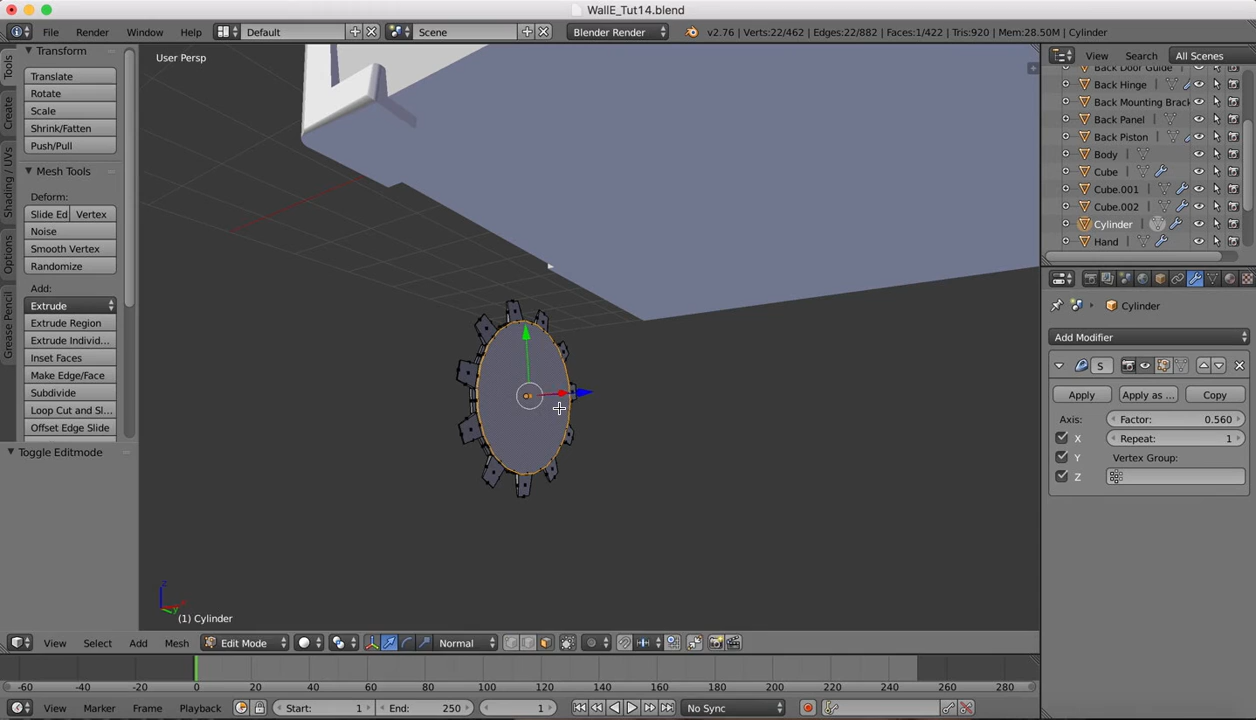 WallE_Tut14.blend
File Render Window Help Default Scene Blender Render v2.76 | Verts:22/462 | Edges:22/882 | Faces:1/422 | Tris:920 | Mem:28.50M | Cylinder
Tools
Create
Shading / UVs
Options
Grease Pencil
Transform
Translate
Rotate
Scale
Shrink/Fatten
Push/Pull
Mesh Tools
Deform:
Slide Ed Vertex
Noise
Smooth Vertex
Randomize
Add:
Extrude
Extrude Region
Extrude Individ...
Inset Faces
Make Edge/Face
Subdivide
Loop Cut and Sl...
Offset Edge Slide
Toggle Editmode
User Persp
z
y
(1) Cylinder
View Select Add Mesh Edit Mode Normal
-60 -40 -20 0 20 40 60 80 100 120 140 160 180 200 220 240 260 280
View Marker Frame Playback Start: 1 End: 250 1 No Sync
View Search All Scenes
Back Door Guide
Back Hinge
Back Mounting Brack
Back Panel
Back Piston
Body
Cube
Cube.001
Cube.002
Cylinder
Hand
Cylinder
Add Modifier
S
Apply Apply as ... Copy
Axis: Factor: 0.560
X Repeat: 1
Y Vertex Group:
Z